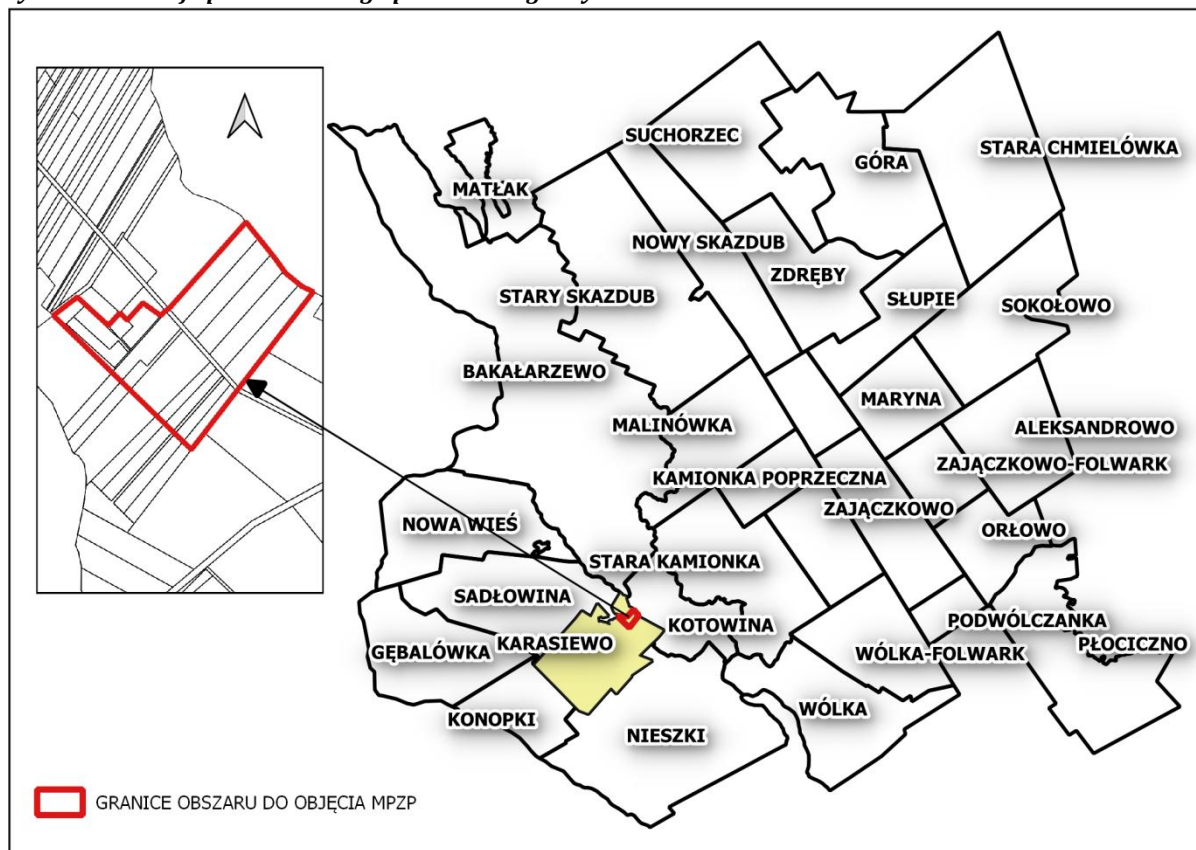 SUCHORZEC
GÓRA
STARA CHMIELÓWKA
MATŁAK
NOWY SKAZDUB
ZDRĘBY
STARY SKAZDUB
SŁUPIE
SOKOŁOWO
BAKAŁARZEWO
MARYNA
MALINÓWKA
ALEKSANDROWO
KAMIONKA POPRZECZNA
ZAJĄCZKOWO-FOLWARK
ZAJĄCZKOWO
NOWA WIEŚ
ORŁOWO
STARA KAMIONKA
SADŁOWINA
KOTOWINA
PODWÓLCZANKA
GĘBALÓWKA
KARASIEWO
WÓLKA-FOLWARK
PŁOCICZNO
KONOPKI
WÓLKA
NIESZKI
GRANICE OBSZARU DO OBJĘCIA MPZP